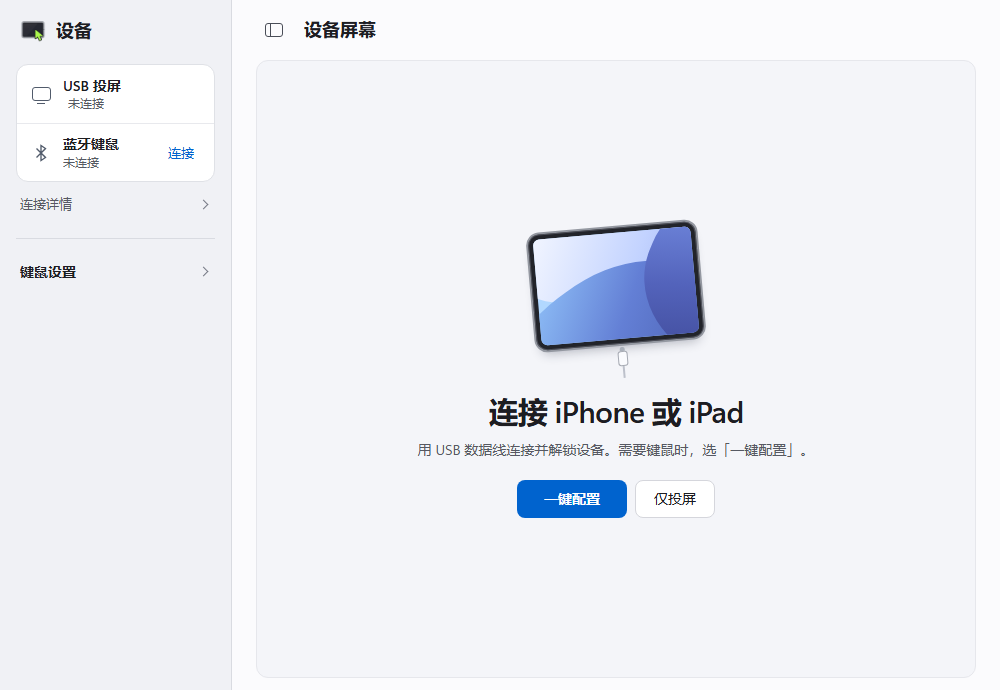 设备
USB 投屏
未连接
蓝牙键鼠
未连接
连接
连接详情
键鼠设置
设备屏幕
连接 iPhone 或 iPad
用 USB 数据线连接并解锁设备。需要键鼠时，选「一键配置」。
一键配置
仅投屏